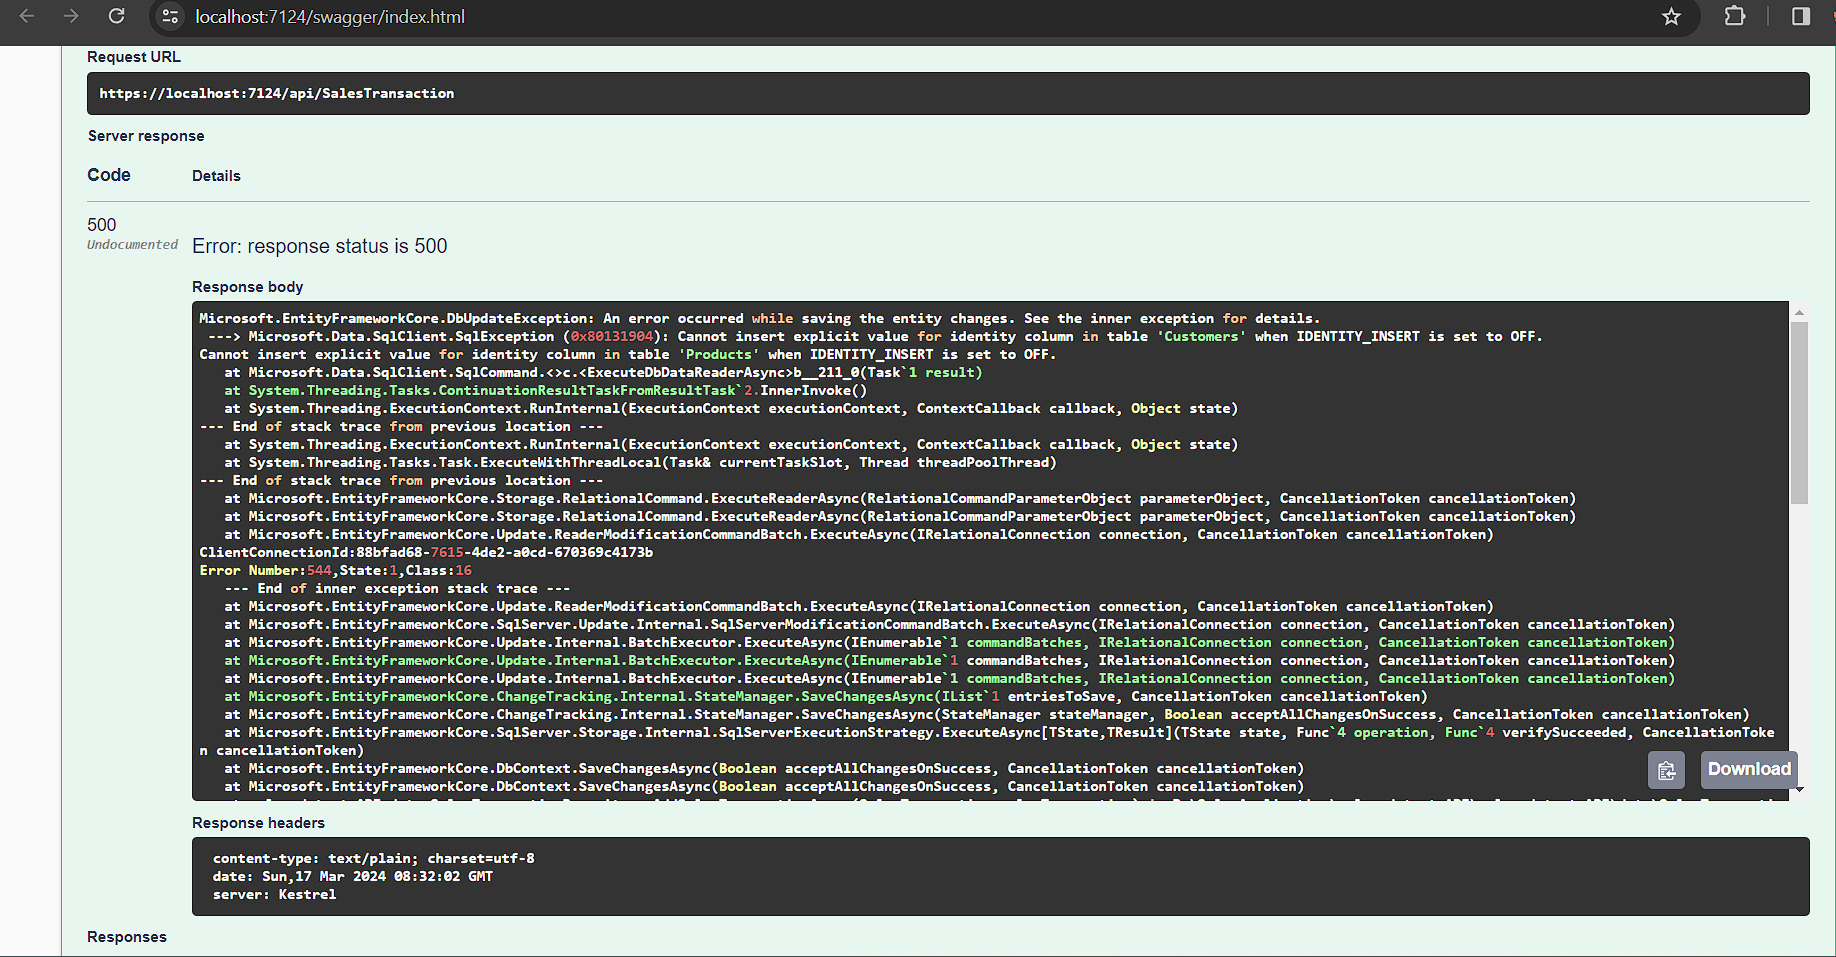 localhost:7124/swagger/index.html
Request URL
https://localhost:7124/api/SalesTransaction
Server response
Code Details
500
Undocumented
Error: response status is 500
Response body
Microsoft.EntityFrameworkCore.DbUpdateException: An error occurred while saving the entity changes. See the inner exception for details.
---> Microsoft.Data.SqlClient.SqlException (0x80131904): Cannot insert explicit value for identity column in table 'Customers' when IDENTITY_INSERT is set to OFF.
Cannot insert explicit value for identity column in table 'Products' when IDENTITY_INSERT is set to OFF.
at Microsoft.Data.SqlClient.SqlCommand.<>c.<ExecuteDbDataReaderAsync>b__211_0(Task`1 result)
at System.Threading.Tasks.ContinuationResultTaskFromResultTask`2.InnerInvoke()
at System.Threading.ExecutionContext.RunInternal(ExecutionContext executionContext, ContextCallback callback, Object state)
--- End of stack trace from previous location ---
at System.Threading.ExecutionContext.RunInternal(ExecutionContext executionContext, ContextCallback callback, Object state)
at System.Threading.Tasks.Task.ExecuteWithThreadLocal(Task& currentTaskSlot, Thread threadPoolThread)
--- End of stack trace from previous location ---
at Microsoft.EntityFrameworkCore.Storage.RelationalCommand.ExecuteReaderAsync(RelationalCommandParameterObject parameterObject, CancellationToken cancellationToken)
at Microsoft.EntityFrameworkCore.Storage.RelationalCommand.ExecuteReaderAsync(RelationalCommandParameterObject parameterObject, CancellationToken cancellationToken)
at Microsoft.EntityFrameworkCore.Update.ReaderModificationCommandBatch.ExecuteAsync(IRelationalConnection connection, CancellationToken cancellationToken)
ClientConnectionId:88bfad68-7615-4de2-a0cd-670369c4173b
Error Number:544,State:1,Class:16
--- End of inner exception stack trace ---
at Microsoft.EntityFrameworkCore.Update.ReaderModificationCommandBatch.ExecuteAsync(IRelationalConnection connection, CancellationToken cancellationToken)
at Microsoft.EntityFrameworkCore.SqlServer.Update.Internal.SqlServerModificationCommandBatch.ExecuteAsync(IRelationalConnection connection, CancellationToken cancellationToken)
at Microsoft.EntityFrameworkCore.Update.Internal.BatchExecutor.ExecuteAsync(IEnumerable`1 commandBatches, IRelationalConnection connection, CancellationToken cancellationToken)
at Microsoft.EntityFrameworkCore.Update.Internal.BatchExecutor.ExecuteAsync(IEnumerable`1 commandBatches, IRelationalConnection connection, CancellationToken cancellationToken)
at Microsoft.EntityFrameworkCore.Update.Internal.BatchExecutor.ExecuteAsync(IEnumerable`1 commandBatches, IRelationalConnection connection, CancellationToken cancellationToken)
at Microsoft.EntityFrameworkCore.ChangeTracking.Internal.StateManager.SaveChangesAsync(IList`1 entriesToSave, CancellationToken cancellationToken)
at Microsoft.EntityFrameworkCore.ChangeTracking.Internal.StateManager.SaveChangesAsync(StateManager stateManager, Boolean acceptAllChangesOnSuccess, CancellationToken cancellationToken)
at Microsoft.EntityFrameworkCore.SqlServer.Storage.Internal.SqlServerExecutionStrategy.ExecuteAsync[TState,TResult](TState state, Func`4 operation, Func`4 verifySucceeded, CancellationToke
n cancellationToken)
at Microsoft.EntityFrameworkCore.DbContext.SaveChangesAsync(Boolean acceptAllChangesOnSuccess, CancellationToken cancellationToken)
at Microsoft.EntityFrameworkCore.DbContext.SaveChangesAsync(Boolean acceptAllChangesOnSuccess, CancellationToken cancellationToken)
Download
Response headers
content-type: text/plain; charset=utf-8
date: Sun,17 Mar 2024 08:32:02 GMT
server: Kestrel
Responses